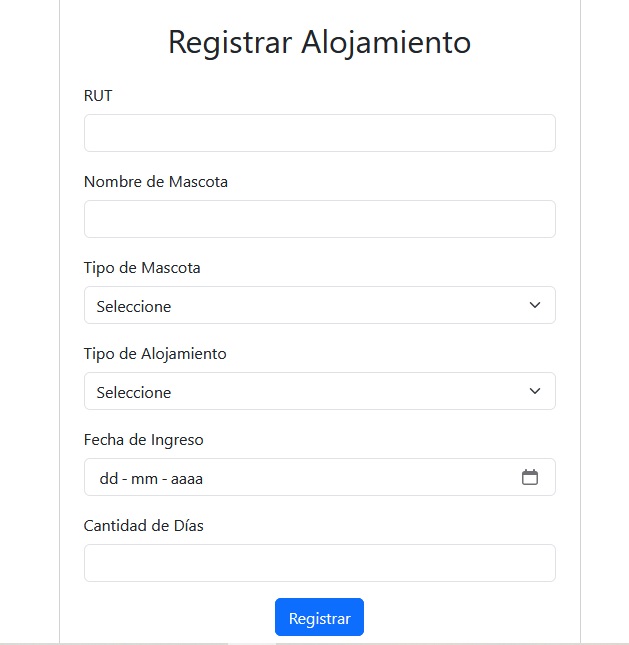 Registrar Alojamiento
RUT
Nombre de Mascota
Tipo de Mascota
Seleccione
Tipo de Alojamiento
Seleccione
Fecha de Ingreso
dd - mm - aaaa
Cantidad de Días
Registrar